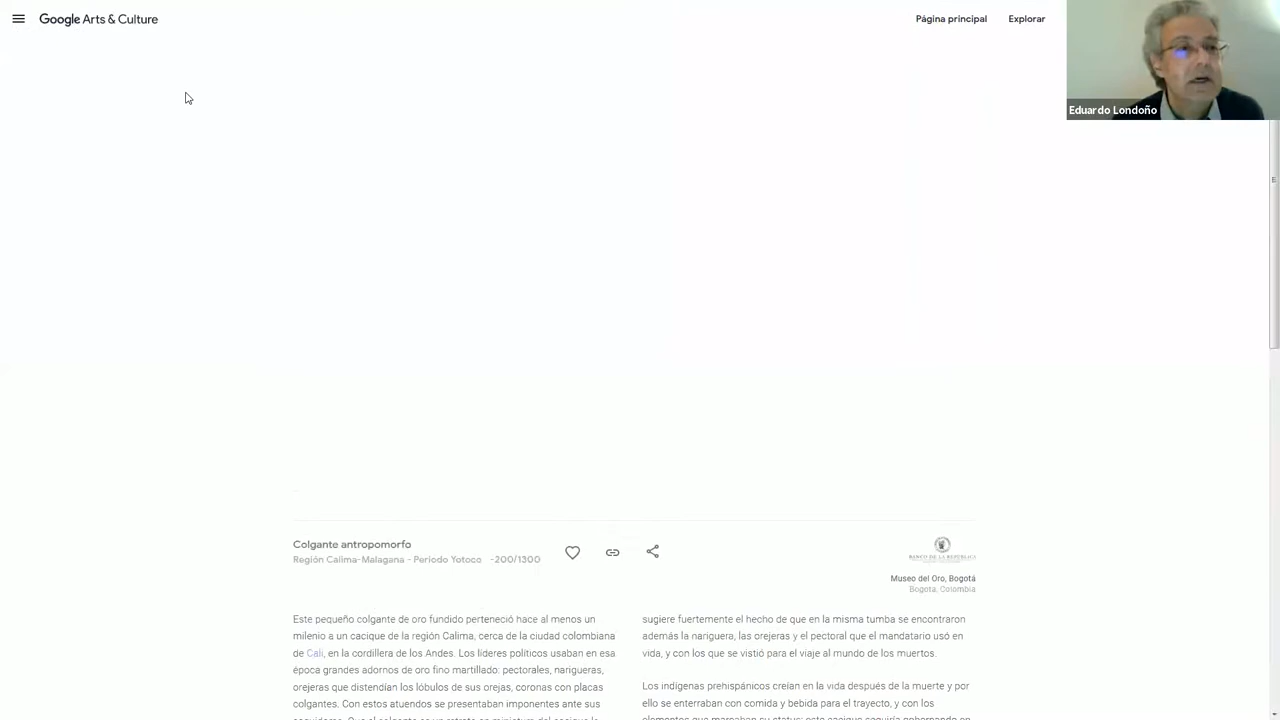 Google Arts & Culture
Página principal
Explorar
Eduardo Londoño
Colgante antropomorfo
Región Calima-Malagana - Periodo Yotoco -200/1300
BANCO DE LA REPÚBLICA
Museo del Oro, Bogotá
Bogota, Colombia
Este pequeño colgante de oro fundido perteneció hace al menos un
milenio a un cacique de la región Calima, cerca de la ciudad colombiana
de Cali, en la cordillera de los Andes. Los líderes políticos usaban en esa
época grandes adornos de oro fino martillado: pectorales, narigueras,
orejeras que distendían los lóbulos de sus orejas, coronas con placas
colgantes. Con estos atuendos se presentaban imponentes ante sus
sugiere fuertemente el hecho de que en la misma tumba se encontraron
además la nariguera, las orejeras y el pectoral que el mandatario usó en
vida, y con los que se vistió para el viaje al mundo de los muertos.
Los indígenas prehispánicos creían en la vida después de la muerte y por
ello se enterraban con comida y bebida para el trayecto, y con los